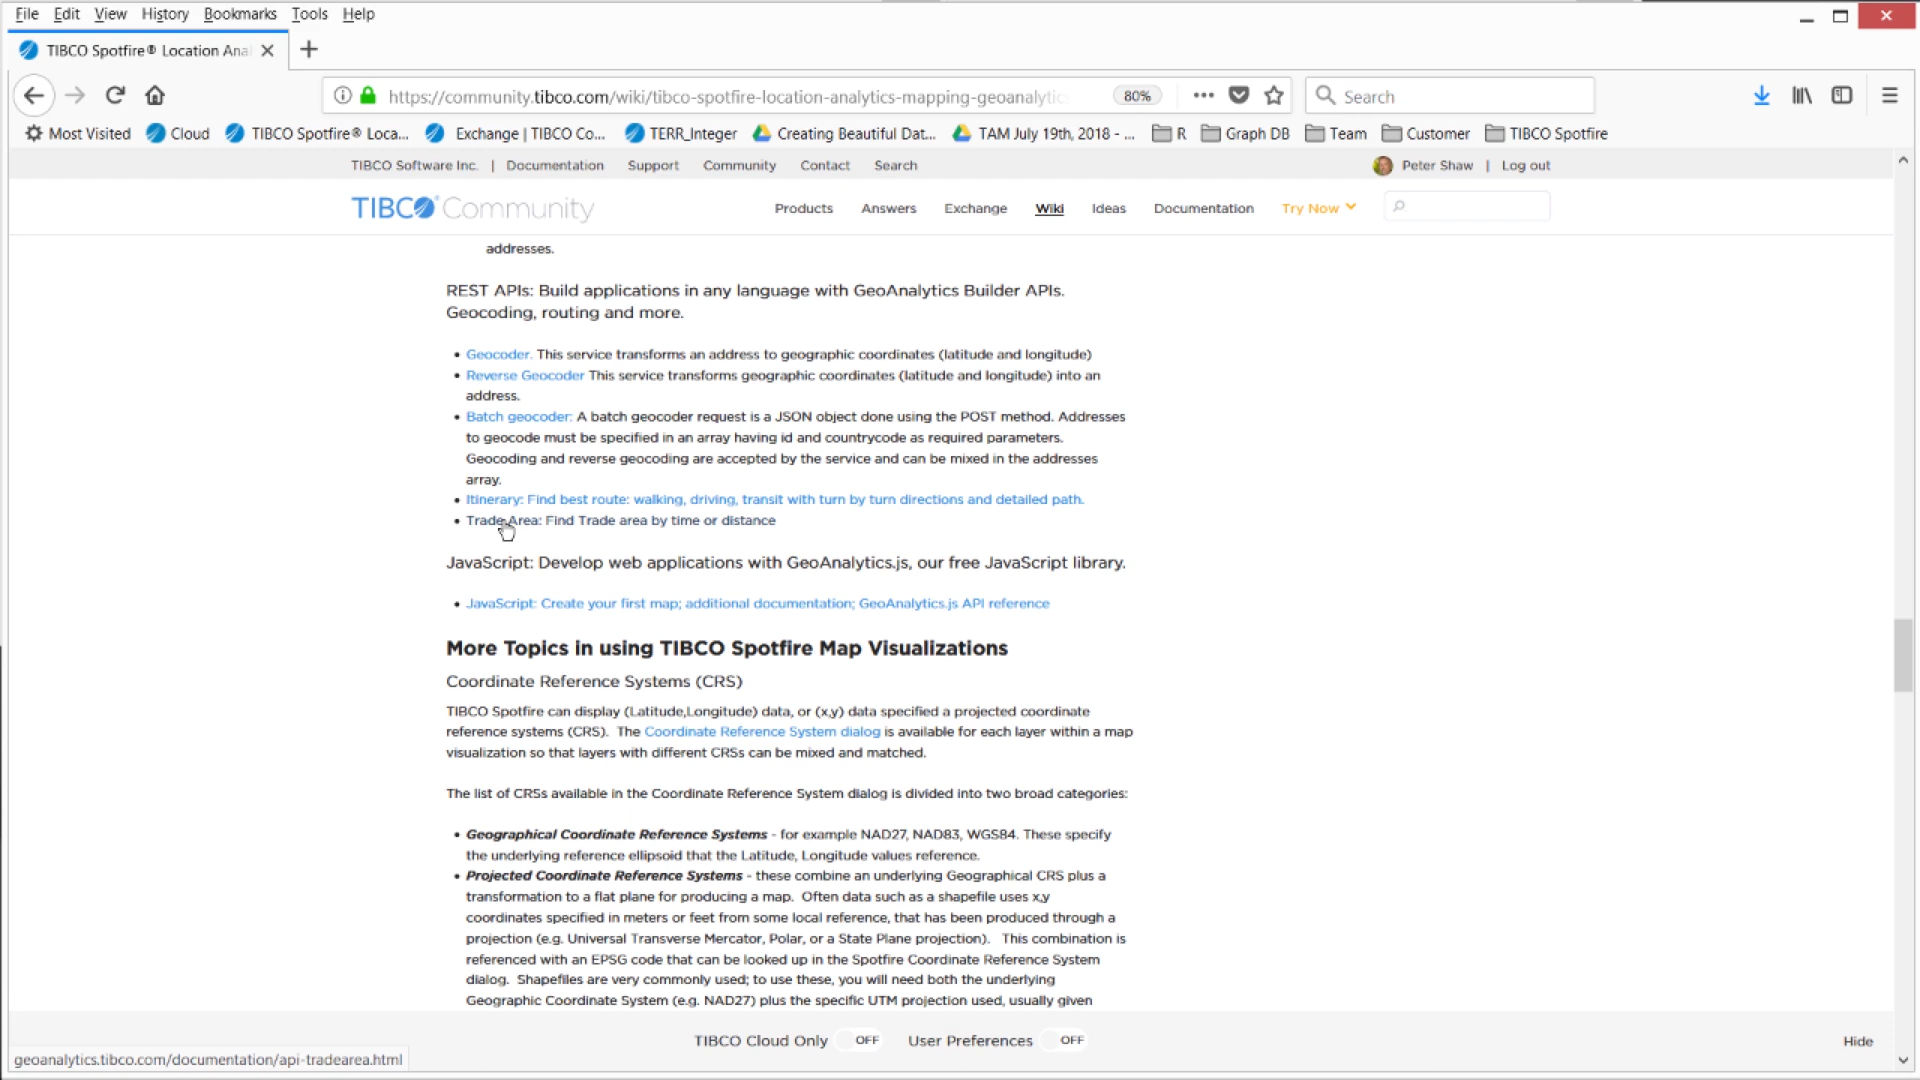 File Edit View History Bookmarks Tools Help
TIBCO Spotfire® Location Ana
https://community.tibco.com/wiki/tibco-spotfire-location-analytics-mapping-geoanalytic 80% Search
Most Visited Cloud TIBCO Spotfire® Loca... Exchange | TIBCO Co... TERR_Integer Creating Beautiful Dat... TAM July 19th, 2018 - ... R Graph DB Team Customer TIBCO Spotfire
TIBCO Software Inc. | Documentation Support Community Contact Search Peter Shaw | Log out
TIBCO® Community Products Answers Exchange Wiki Ideas Documentation Try Now
addresses.
REST APIs: Build applications in any language with GeoAnalytics Builder APIs.
Geocoding, routing and more.
• Geocoder. This service transforms an address to geographic coordinates (latitude and longitude)
• Reverse Geocoder This service transforms geographic coordinates (latitude and longitude) into an
address.
• Batch geocoder: A batch geocoder request is a JSON object done using the POST method. Addresses
to geocode must be specified in an array having id and countrycode as required parameters.
Geocoding and reverse geocoding are accepted by the service and can be mixed in the addresses
array.
• Itinerary: Find best route: walking, driving, transit with turn by turn directions and detailed path.
• Trade Area: Find Trade area by time or distance
JavaScript: Develop web applications with GeoAnalytics.js, our free JavaScript library.
• JavaScript: Create your first map; additional documentation; GeoAnalytics.js API reference
More Topics in using TIBCO Spotfire Map Visualizations
Coordinate Reference Systems (CRS)
TIBCO Spotfire can display (Latitude,Longitude) data, or (x,y) data specified a projected coordinate
reference systems (CRS). The Coordinate Reference System dialog is available for each layer within a map
visualization so that layers with different CRSs can be mixed and matched.
The list of CRSs available in the Coordinate Reference System dialog is divided into two broad categories:
• Geographical Coordinate Reference Systems - for example NAD27, NAD83, WGS84. These specify
the underlying reference ellipsoid that the Latitude, Longitude values reference.
• Projected Coordinate Reference Systems - these combine an underlying Geographical CRS plus a
transformation to a flat plane for producing a map. Often data such as a shapefile uses x,y
coordinates specified in meters or feet from some local reference, that has been produced through a
projection (e.g. Universal Transverse Mercator, Polar, or a State Plane projection). This combination is
referenced with an EPSG code that can be looked up in the Spotfire Coordinate Reference System
dialog. Shapefiles are very commonly used; to use these, you will need both the underlying
Geographic Coordinate System (e.g. NAD27) plus the specific UTM projection used, usually given
TIBCO Cloud Only OFF User Preferences OFF Hide
geoanalytics.tibco.com/documentation/api-tradearea.html